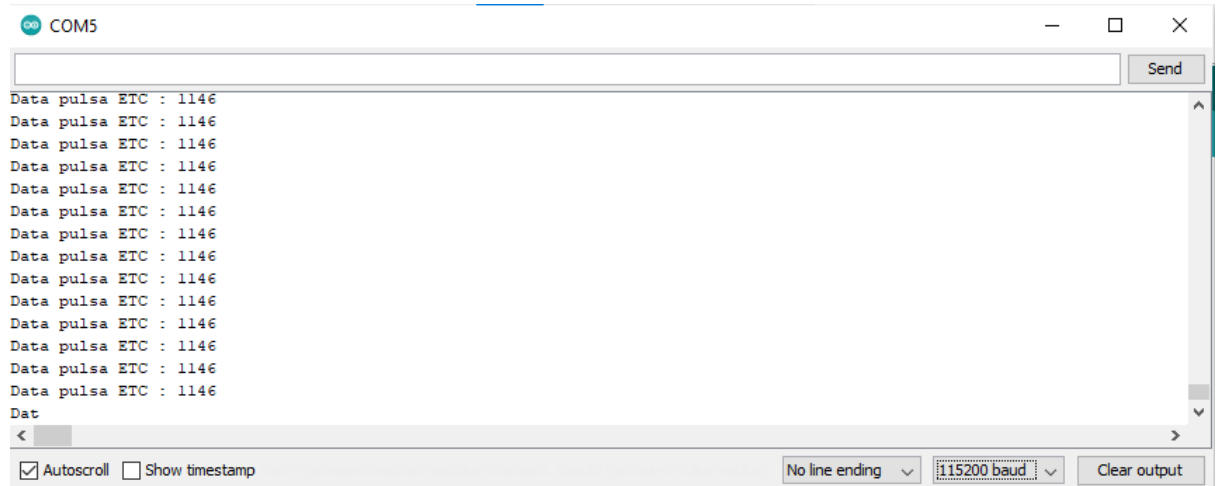 COM5
Send
Data pulsa ETC : 1146
Data pulsa ETC : 1146
Data pulsa ETC : 1146
Data pulsa ETC : 1146
Data pulsa ETC : 1146
Data pulsa ETC : 1146
Data pulsa ETC : 1146
Data pulsa ETC : 1146
Data pulsa ETC : 1146
Data pulsa ETC : 1146
Data pulsa ETC : 1146
Data pulsa ETC : 1146
Data pulsa ETC : 1146
Data pulsa ETC : 1146
Dat
Autoscroll Show timestamp No line ending 115200 baud Clear output